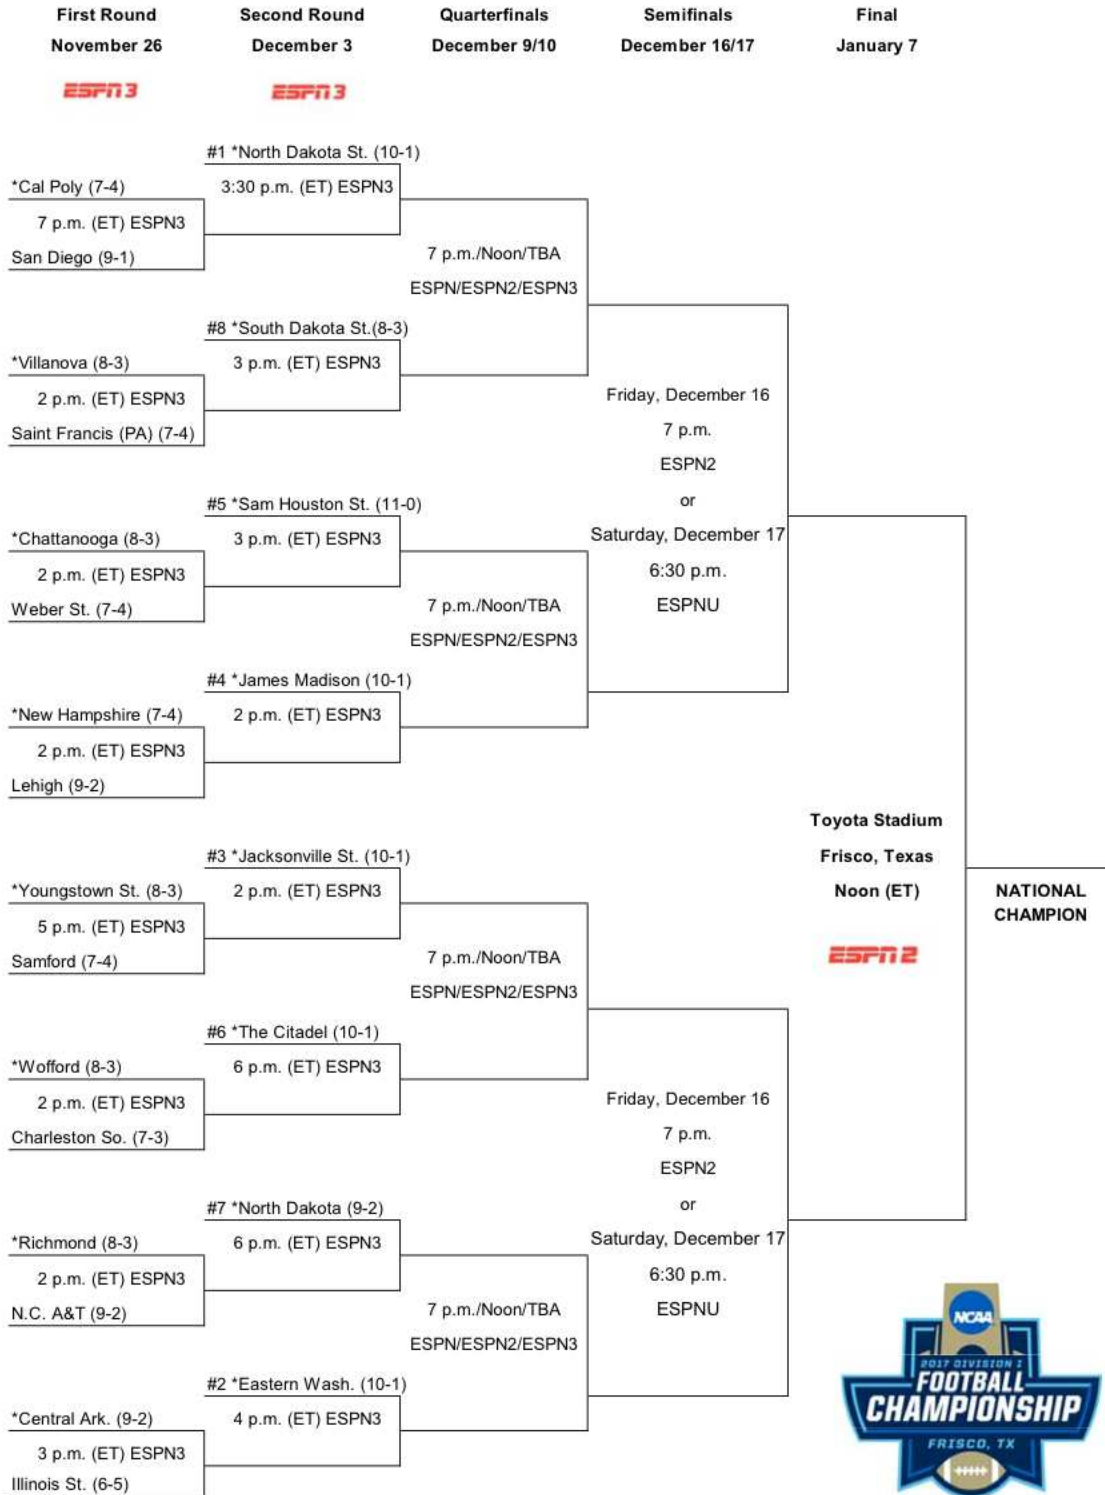 First Round
November 26
ESPN3
Second Round
December 3
ESPN3
Quarterfinals
December 9/10
Semifinals
December 16/17
Final
January 7
*Cal Poly (7-4)
7 p.m. (ET) ESPN3
San Diego (9-1)
*Villanova (8-3)
2 p.m. (ET) ESPN3
Saint Francis (PA) (7-4)
*Chattanooga (8-3)
2 p.m. (ET) ESPN3
Weber St. (7-4)
*New Hampshire (7-4)
2 p.m. (ET) ESPN3
Lehigh (9-2)
*Youngstown St. (8-3)
5 p.m. (ET) ESPN3
Samford (7-4)
*Wofford (8-3)
2 p.m. (ET) ESPN3
Charleston So. (7-3)
*Richmond (8-3)
2 p.m. (ET) ESPN3
N.C. A&T (9-2)
*Central Ark. (9-2)
3 p.m. (ET) ESPN3
Illinois St. (6-5)
#1 *North Dakota St. (10-1)
3:30 p.m. (ET) ESPN3
#8 *South Dakota St.(8-3)
3 p.m. (ET) ESPN3
#5 *Sam Houston St. (11-0)
3 p.m. (ET) ESPN3
#4 *James Madison (10-1)
2 p.m. (ET) ESPN3
#3 *Jacksonville St. (10-1)
2 p.m. (ET) ESPN3
#6 *The Citadel (10-1)
6 p.m. (ET) ESPN3
#7 *North Dakota (9-2)
6 p.m. (ET) ESPN3
#2 *Eastern Wash. (10-1)
4 p.m. (ET) ESPN3
7 p.m./Noon/TBA
ESPN/ESPN2/ESPN3
7 p.m./Noon/TBA
ESPN/ESPN2/ESPN3
7 p.m./Noon/TBA
ESPN/ESPN2/ESPN3
7 p.m./Noon/TBA
ESPN/ESPN2/ESPN3
Friday, December 16
7 p.m.
ESPN2
or
Saturday, December 17
6:30 p.m.
ESPNU
Friday, December 16
7 p.m.
ESPN2
or
Saturday, December 17
6:30 p.m.
ESPNU
Toyota Stadium
Frisco, Texas
Noon (ET)
ESPN2
NATIONAL
CHAMPION
NCAA
2017 DIVISION I
FOOTBALL
CHAMPIONSHIP
FRISCO, TX